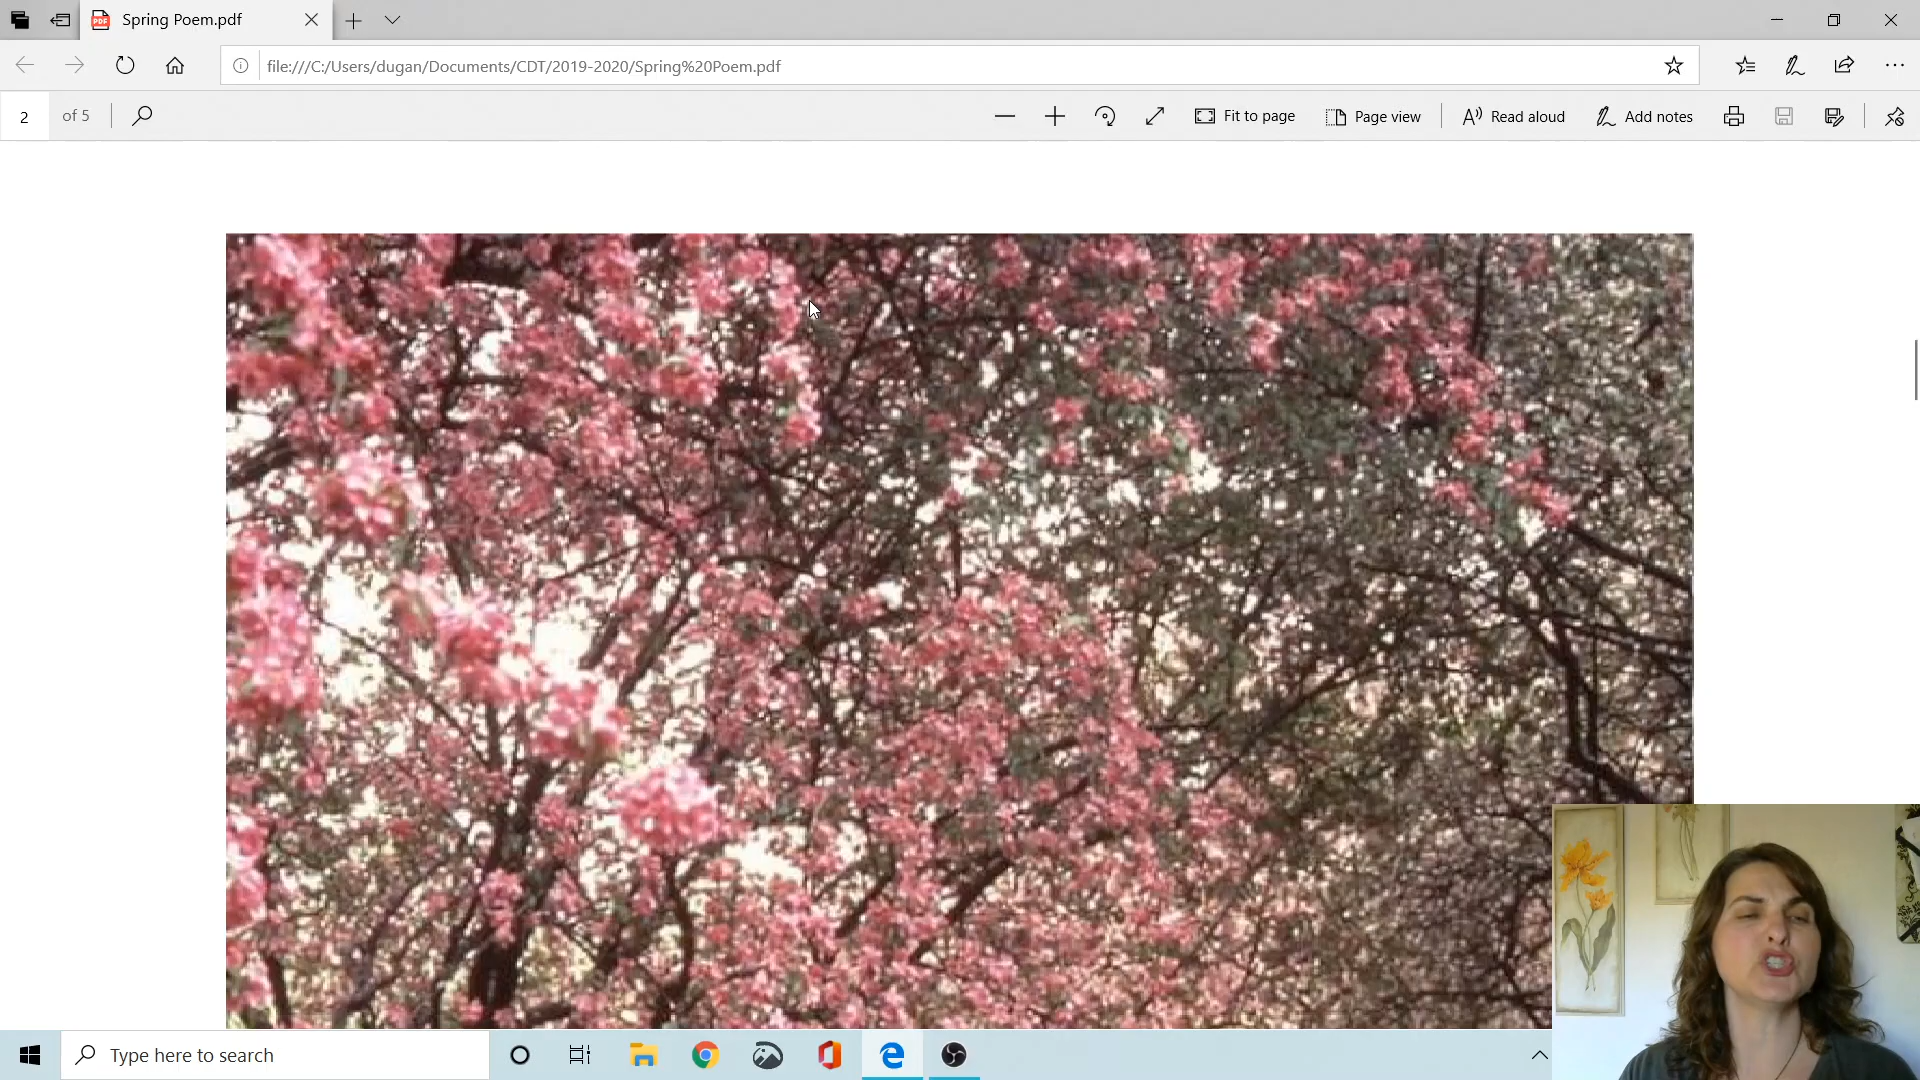 Spring Poem.pdf
file:///C:/Users/dugan/Documents/CDT/2019-2020/Spring%20Poem.pdf
2 of 5 Fit to page Page view Read aloud Add notes
PDF
Type here to search